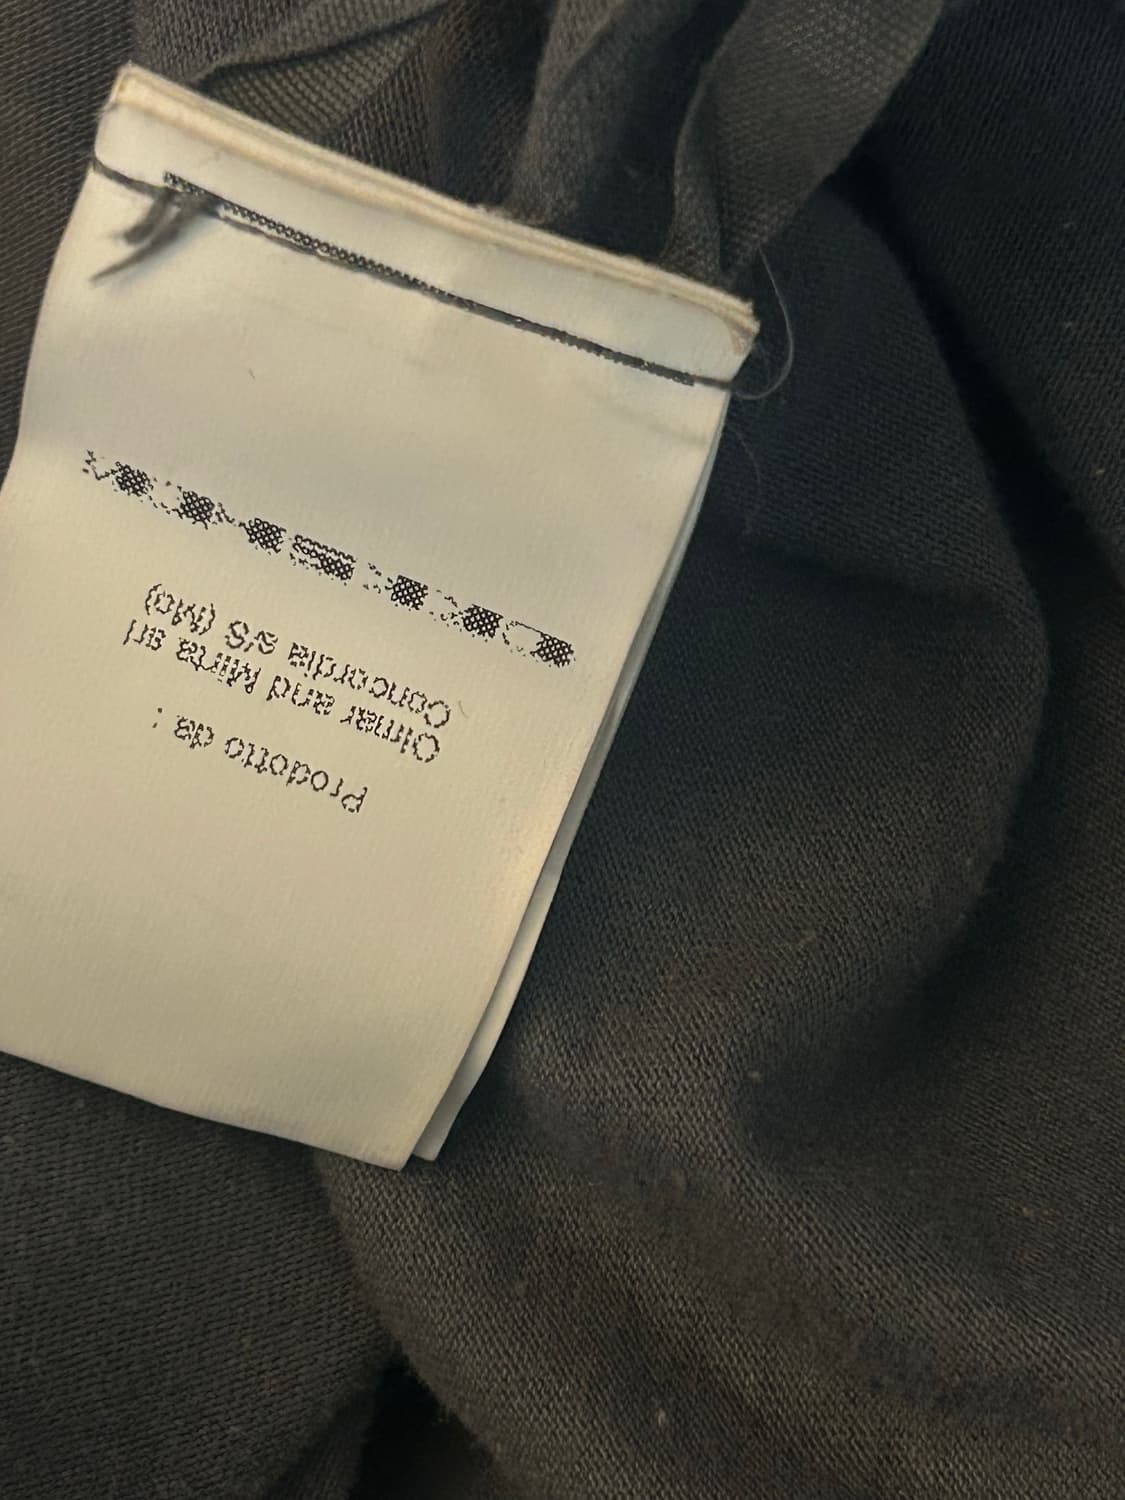 Prodotto da :
Olmar and Mirta srl
Concordia s/S (Mo)